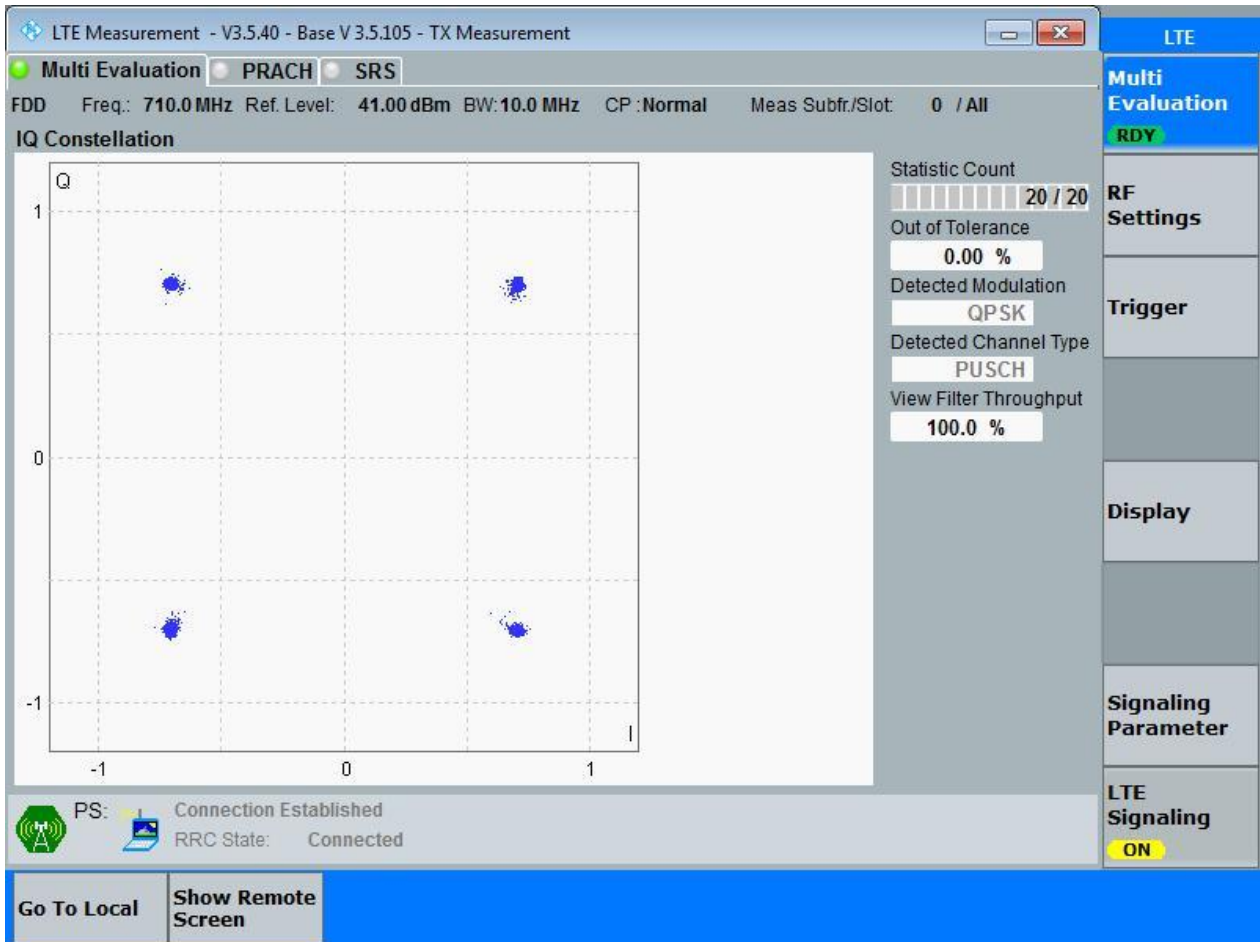 LTE Measurement - V3.5.40 - Base V 3.5.105 - TX Measurement
LTE
Multi Evaluation PRACH SRS
Multi
Evaluation
RDY
FDD Freq.: 710.0 MHz Ref. Level: 41.00 dBm BW: 10.0 MHz CP : Normal Meas Subfr./Slot: 0 / All
IQ Constellation
Q
1
0
-1
I
-1 0 1
Statistic Count
20 / 20
Out of Tolerance
0.00 %
Detected Modulation
QPSK
Detected Channel Type
PUSCH
View Filter Throughput
100.0 %
RF
Settings
Trigger
Display
Signaling
Parameter
LTE
Signaling
ON
PS: Connection Established
RRC State: Connected
Go To Local
Show Remote
Screen